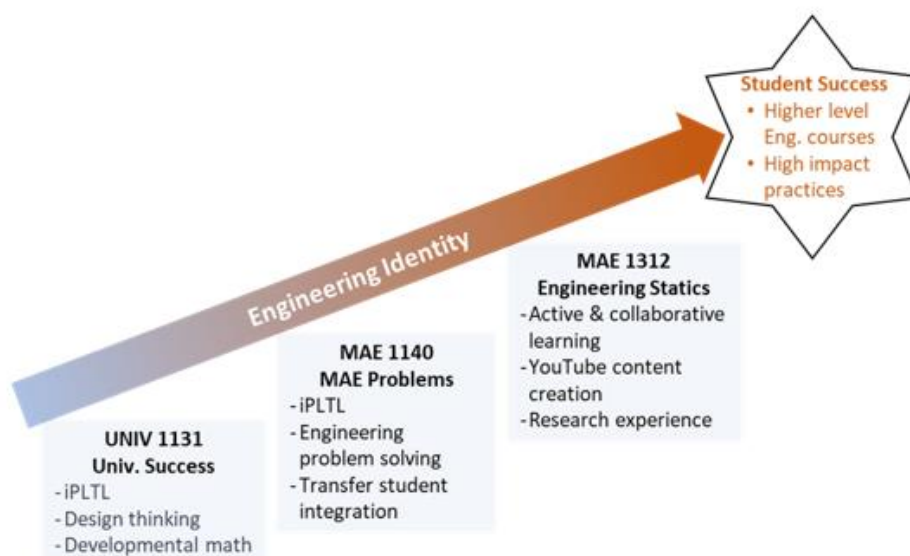 Student Success
• Higher level
Eng. courses
• High impact
practices
Engineering Identity
MAE 1312
Engineering Statics
- Active & collaborative
learning
- YouTube content
creation
- Research experience
MAE 1140
MAE Problems
- iPLTL
- Engineering
problem solving
- Transfer student
integration
UNIV 1131
Univ. Success
- iPLTL
- Design thinking
- Developmental math